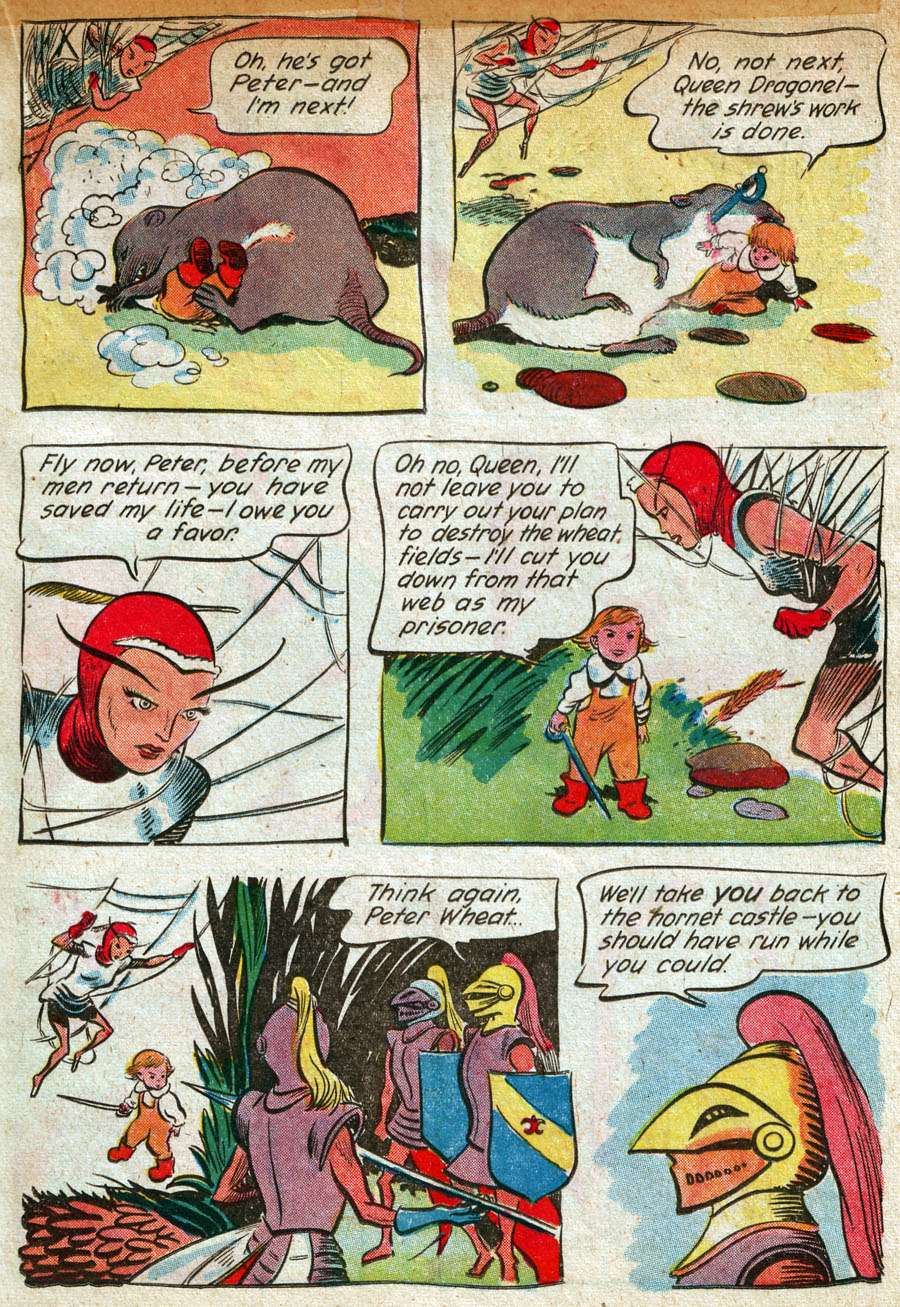 Oh, he's got
Peter—and
I'm next!
No, not next,
Queen Dragonel—
the shrew's work
is done.
Fly now, Peter, before my
men return—you have
saved my life—I owe you
a favor.
Oh no, Queen, I'll
not leave you to
carry out your plan
to destroy the wheat
fields—I'll cut you
down from that
web as my
prisoner.
Think again,
Peter Wheat...
We'll take you back to
the hornet castle—you
should have run while
you could.